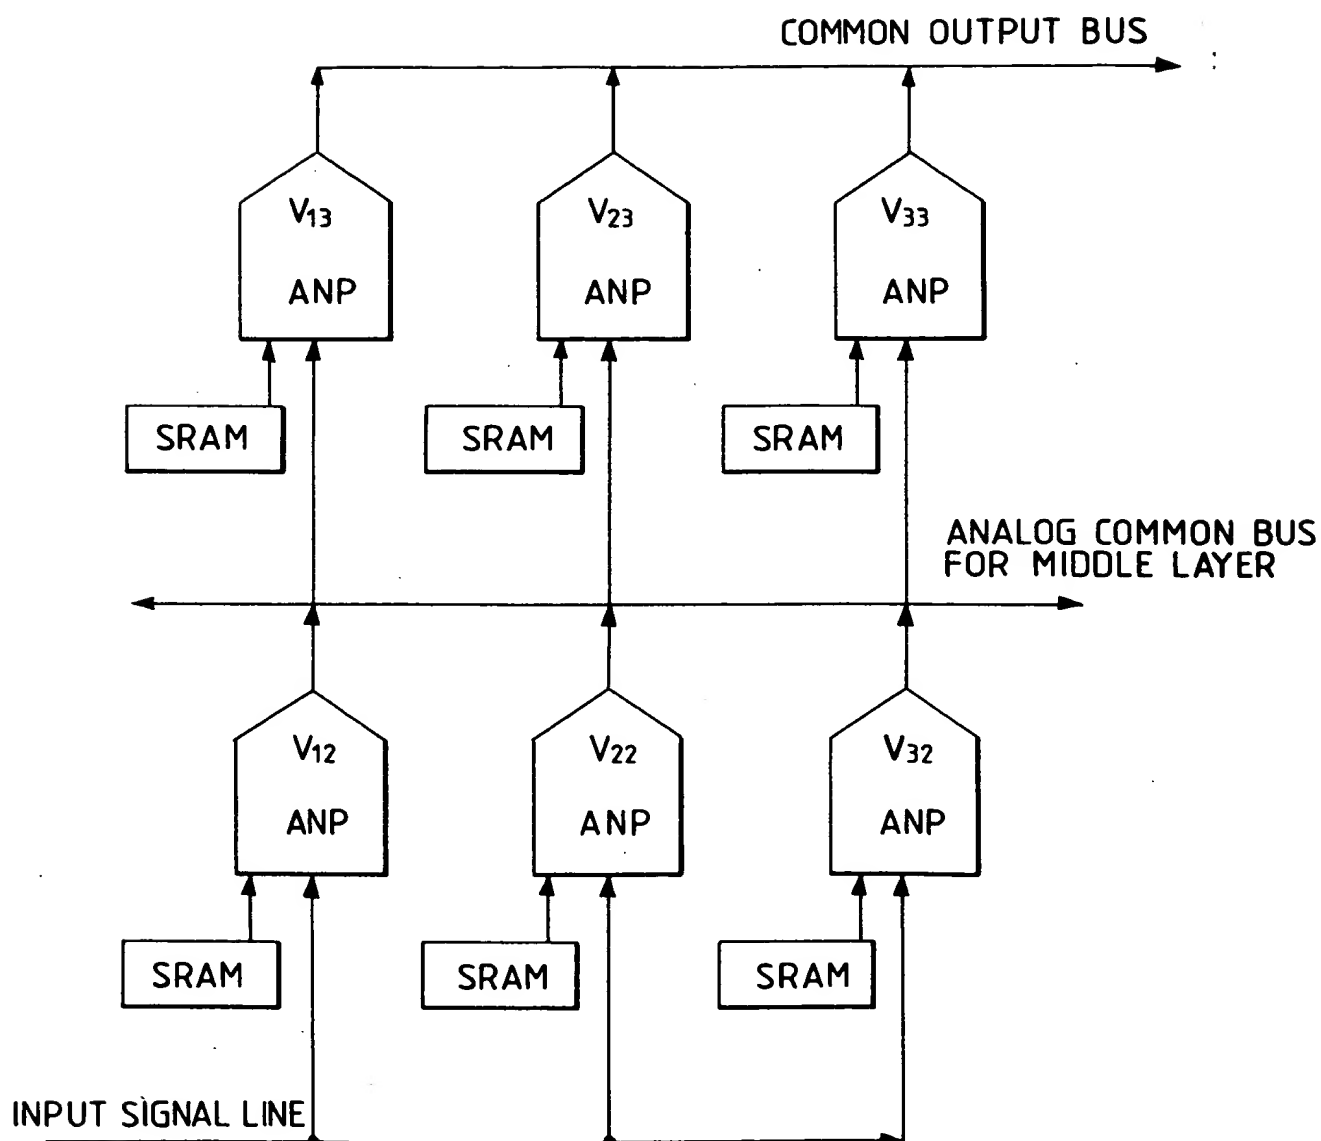 COMMON OUTPUT BUS
V13 V23 V33
ANP ANP ANP
SRAM SRAM SRAM
ANALOG COMMON BUS
FOR MIDDLE LAYER
V12 V22 V32
ANP ANP ANP
SRAM SRAM SRAM
INPUT SIGNAL LINE